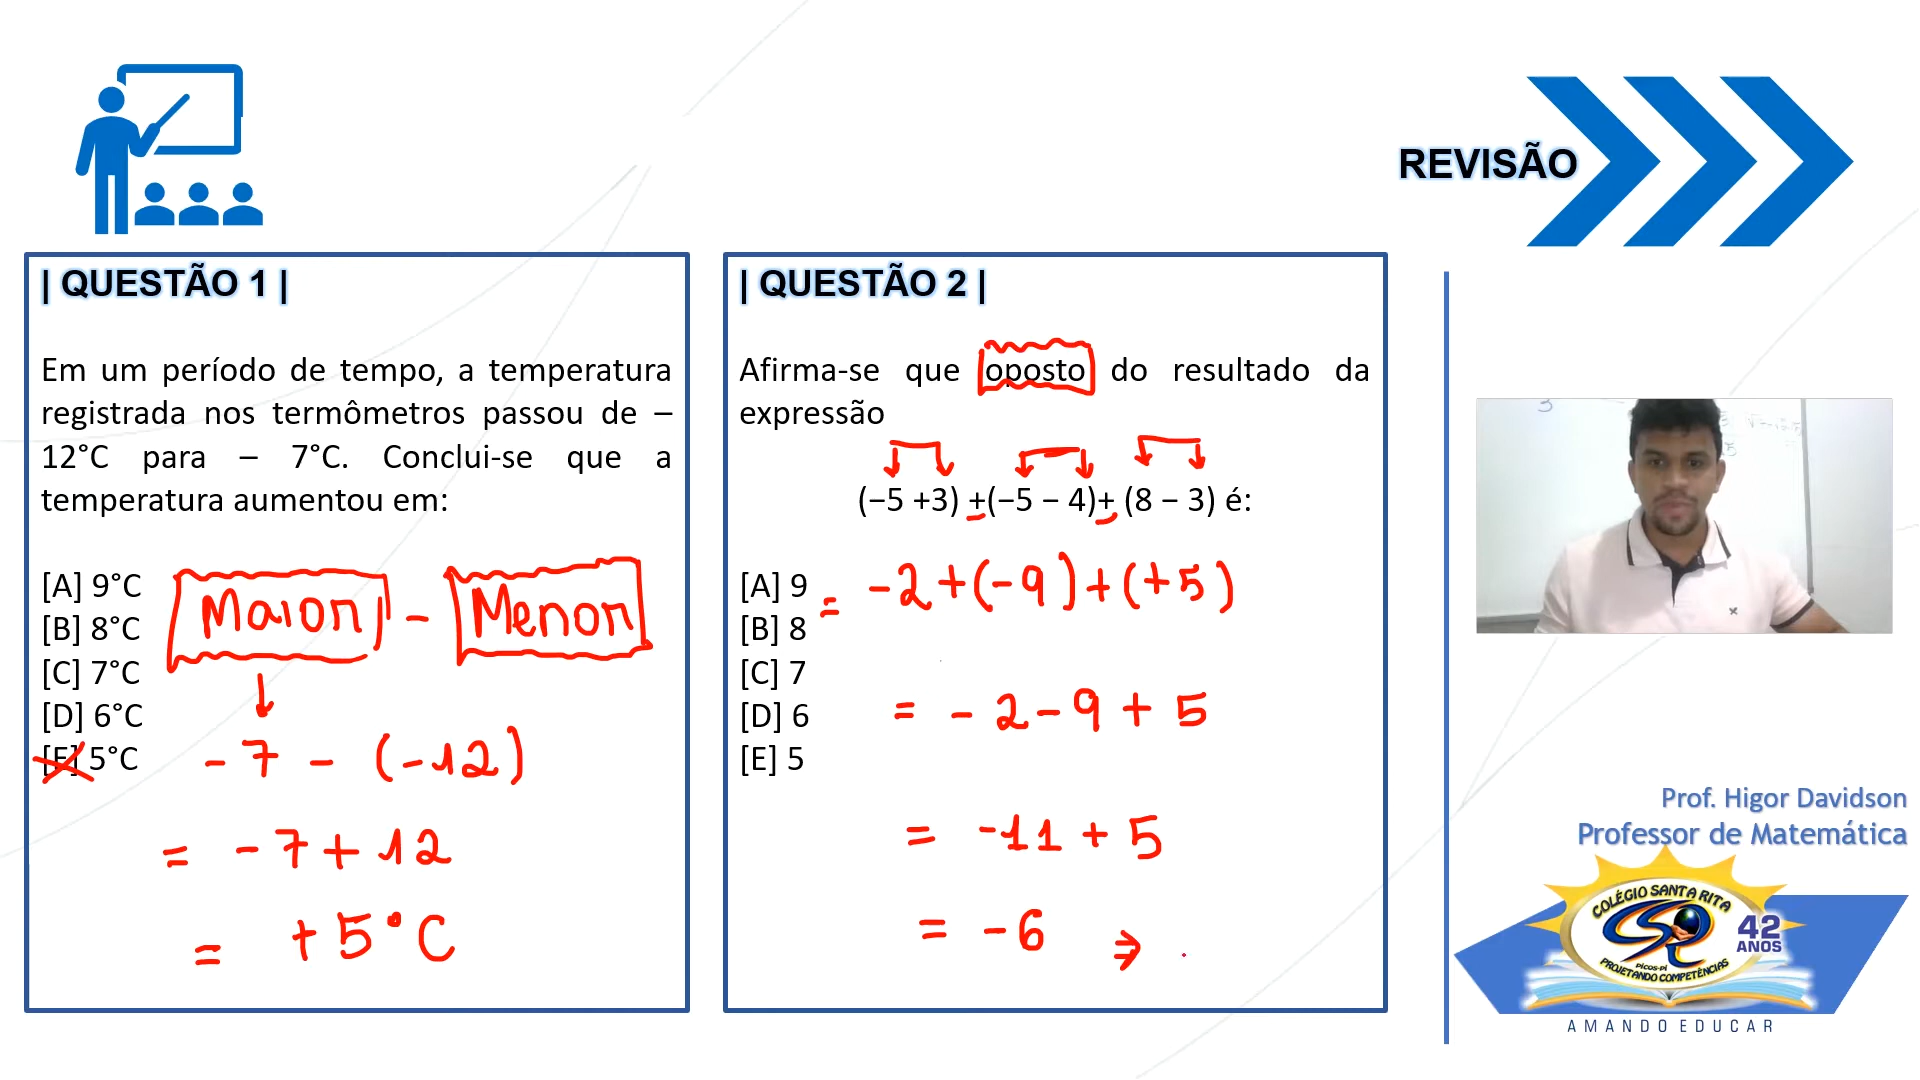 REVISÃO
| QUESTÃO 1 |
Em um período de tempo, a temperatura
registrada nos termômetros passou de –
12°C para – 7°C. Conclui-se que a
temperatura aumentou em:
[A] 9°C
[B] 8°C
[C] 7°C
[D] 6°C
[E] 5°C
Maior - Menor
- 7 - (-12)
= - 7 + 12
= + 5°C
| QUESTÃO 2 |
Afirma-se que oposto do resultado da
expressão
(−5 +3) +(−5 − 4)+ (8 − 3) é:
[A] 9
[B] 8
[C] 7
[D] 6
[E] 5
= -2+(-9)+(+5)
= - 2 - 9 + 5
= -11 + 5
= -6 ⇒
Prof. Higor Davidson
Professor de Matemática
COLÉGIO SANTA RITA
42
ANOS
PICOS-PI
PROJETANDO COMPETÊNCIAS
AMANDO EDUCAR